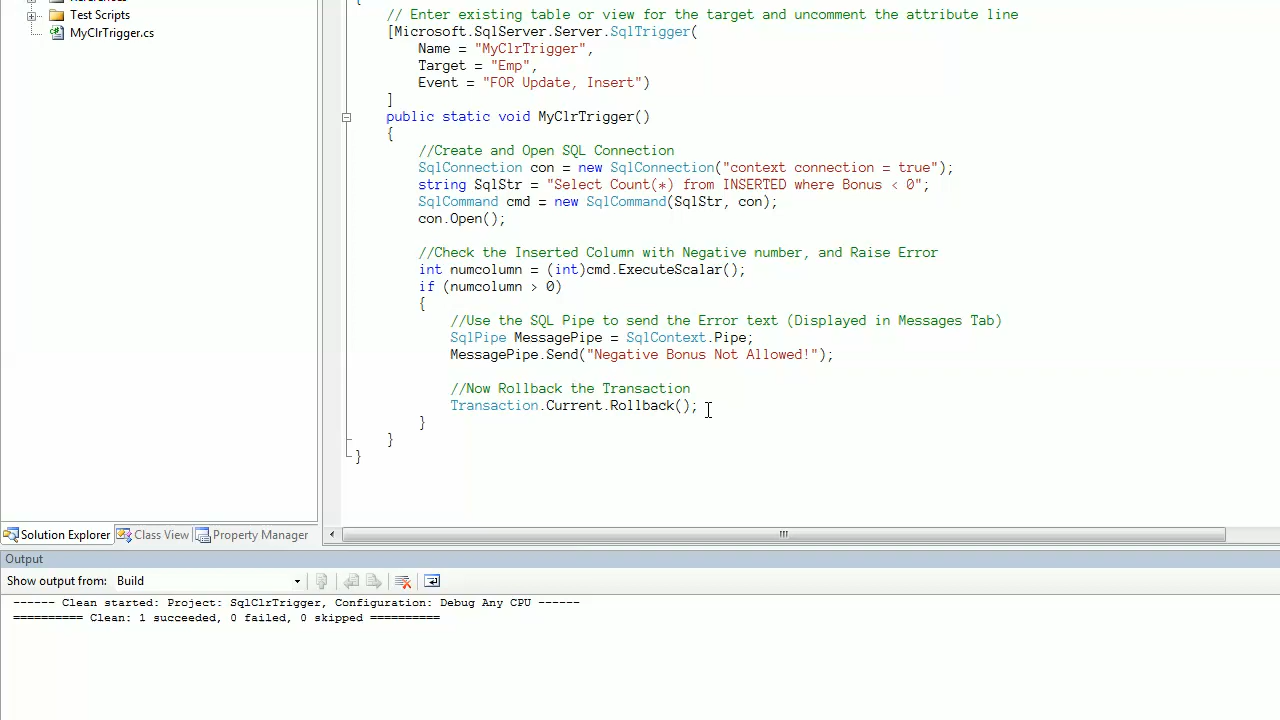 Test Scripts
MyClrTrigger.cs
// Enter existing table or view for the target and uncomment the attribute line
[Microsoft.SqlServer.Server.SqlTrigger(
Name = "MyClrTrigger",
Target = "Emp",
Event = "FOR Update, Insert")
]
public static void MyClrTrigger()
{
//Create and Open SQL Connection
SqlConnection con = new SqlConnection("context connection = true");
string SqlStr = "Select Count(*) from INSERTED where Bonus < 0";
SqlCommand cmd = new SqlCommand(SqlStr, con);
con.Open();
//Check the Inserted Column with Negative number, and Raise Error
int numcolumn = (int)cmd.ExecuteScalar();
if (numcolumn > 0)
{
//Use the SQL Pipe to send the Error text (Displayed in Messages Tab)
SqlPipe MessagePipe = SqlContext.Pipe;
MessagePipe.Send("Negative Bonus Not Allowed!");
//Now Rollback the Transaction
Transaction.Current.Rollback();
}
}
}
Solution Explorer Class View Property Manager
Output
Show output from: Build
------ Clean started: Project: SqlClrTrigger, Configuration: Debug Any CPU ------
========== Clean: 1 succeeded, 0 failed, 0 skipped ==========